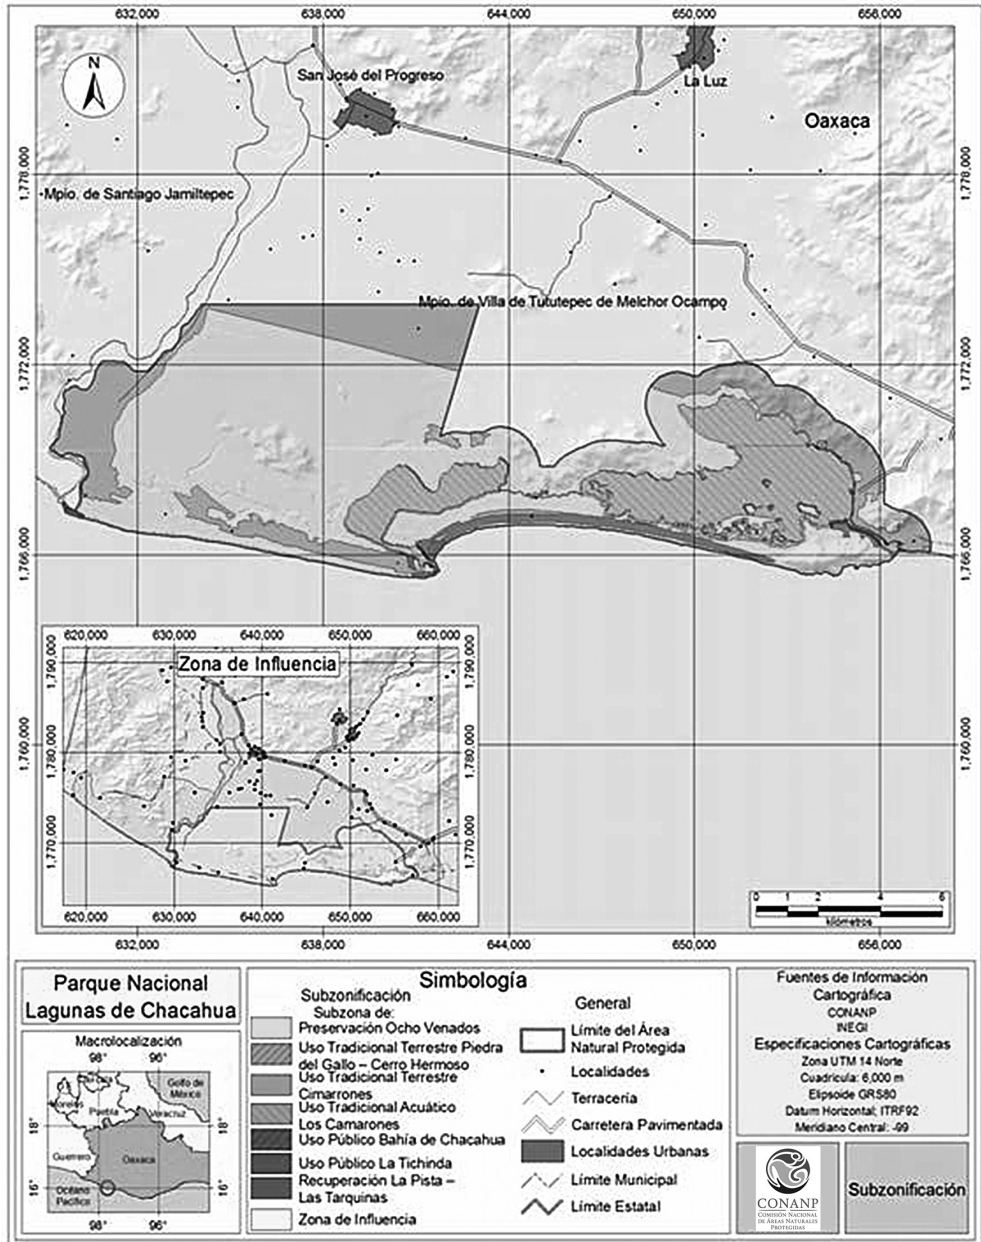 632,000 638,000 644,000 650,000 656,000
N
San José del Progreso
La Luz
Oaxaca
1,778,000 1,778,000
Mpio. de Santiago Jamiltepec
Mpio. de Villa de Tututepec de Melchor Ocampo
1,772,000 1,772,000
1,766,000 1,766,000
1,760,000 1,760,000
620,000 630,000 640,000 650,000 660,000
Zona de Influencia
1,790,000 1,790,000
1,780,000 1,780,000
1,770,000 1,770,000
620,000 630,000 640,000 650,000 660,000
0 1 2 4 6
kilómetros
632,000 638,000 644,000 650,000 656,000
Parque Nacional
Lagunas de Chacahua
Macrolocalización
98° 96°
Golfo de
México
Morelos
Puebla
Veracruz
18° 18°
Guerrero
Oaxaca
16° 16°
Océano
Pacífico
98° 96°
Simbología
Subzonificación
Subzona de:
Preservación Ocho Venados
Uso Tradicional Terrestre Piedra
del Gallo – Cerro Hermoso
Uso Tradicional Terrestre
Cimarrones
Uso Tradicional Acuático
Los Camarones
Uso Público Bahía de Chacahua
Uso Público La Tichinda
Recuperación La Pista –
Las Tarquinas
Zona de Influencia
General
Límite del Área
Natural Protegida
Localidades
Terracería
Carretera Pavimentada
Localidades Urbanas
Límite Municipal
Límite Estatal
Fuentes de Información
Cartográfica
CONANP
INEGI
Especificaciones Cartográficas
Zona UTM 14 Norte
Cuadrícula: 6,000 m
Elipsoide GRS80
Datum Horizontal: ITRF92
Meridiano Central: -99
CONANP
COMISIÓN NACIONAL
DE ÁREAS NATURALES
PROTEGIDAS
Subzonificación